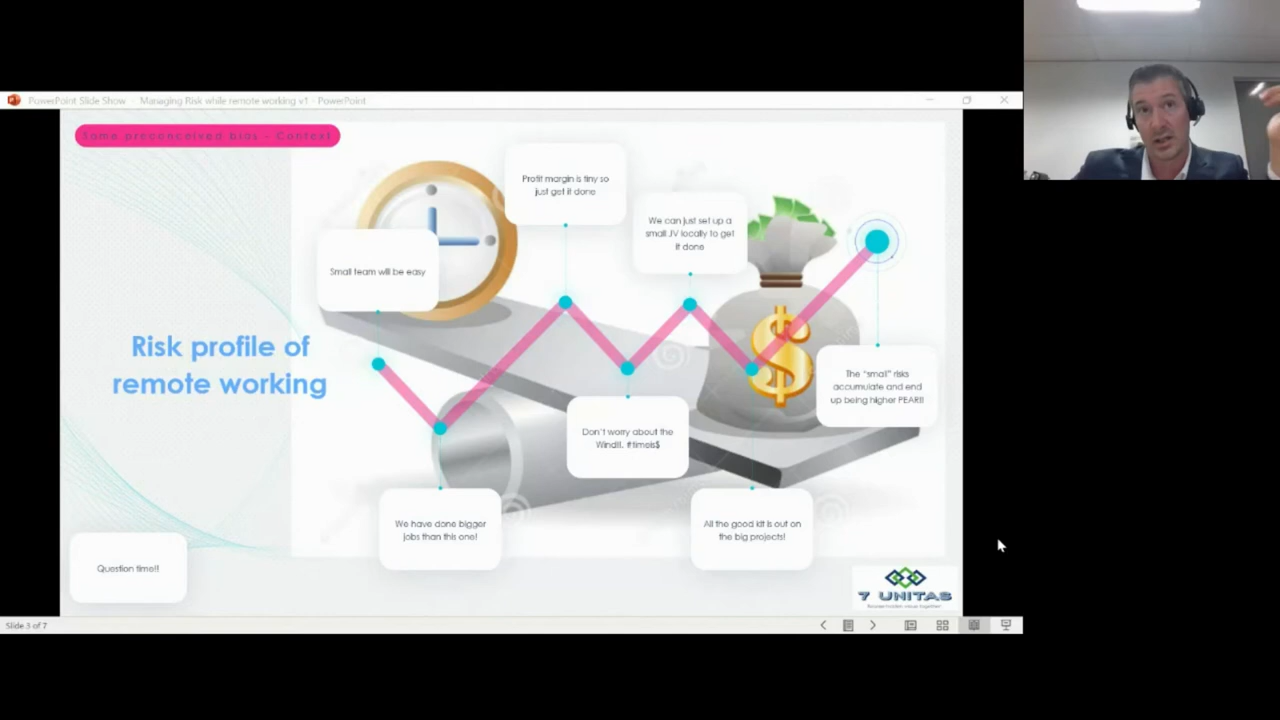 PowerPoint Slide Show - Managing Risk while remote working v1 - PowerPoint
Some preconceived bias - Context
Profit margin is tiny so
just get it done
We can just set up a
small JV locally to get
it done
Small team will be easy
Risk profile of
remote working
The "small" risks
accumulate and end
up being higher PEAR!!
Don't worry about the
Wind!!. #timeis$
We have done bigger
jobs than this one!
All the good kit is out on
the big projects!
Question time!!
7 UNITAS
Slide 3 of 7